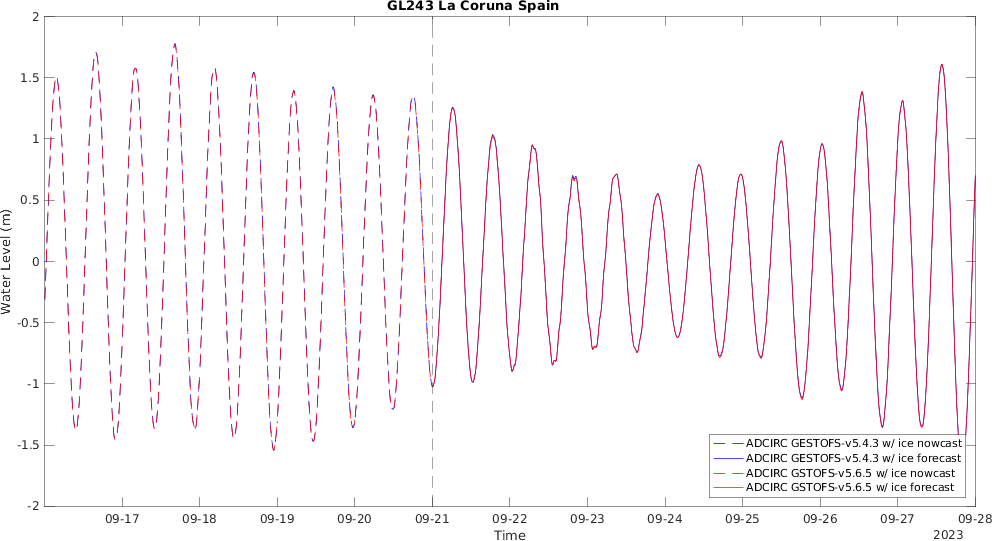 GL243 La Coruna Spain
2
1.5
1
0.5
0
-0.5
-1
-1.5
-2
Water Level (m)
ADCIRC GESTOFS-v5.4.3 w/ ice nowcast
ADCIRC GESTOFS-v5.4.3 w/ ice forecast
ADCIRC GSTOFS-v5.6.5 w/ ice nowcast
ADCIRC GSTOFS-v5.6.5 w/ ice forecast
09-17 09-18 09-19 09-20 09-21 09-22 09-23 09-24 09-25 09-26 09-27 09-28
Time
2023